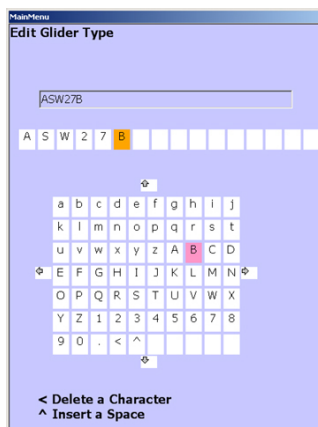 MainMenu
Edit Glider Type
ASW27B
A S W 2 7 B
a b c d e f g h i j
k l m n o p q r s t
u v w x y z A B C D
E F G H I J K L M N
O P Q R S T U V W X
Y Z 1 2 3 4 5 6 7 8
9 0 . < ^
< Delete a Character
^ Insert a Space